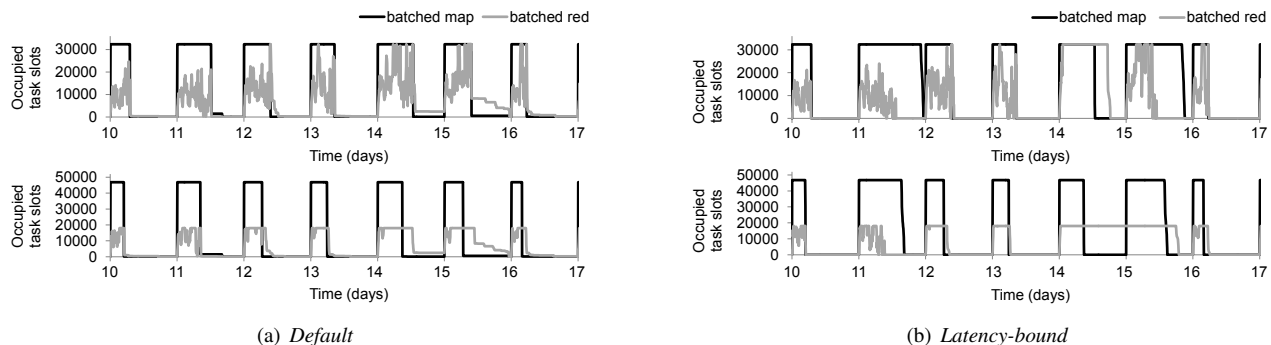 batched map batched red
Occupied
task slots
30000
20000
10000
0
10 11 12 13 14 15 16 17
Time (days)
Occupied
task slots
50000
40000
30000
20000
10000
0
10 11 12 13 14 15 16 17
Time (days)
(a) Default
batched map batched red
Occupied
task slots
30000
20000
10000
0
10 11 12 13 14 15 16 17
Time (days)
Occupied
task slots
50000
40000
30000
20000
10000
0
10 11 12 13 14 15 16 17
Time (days)
(b) Latency-bound